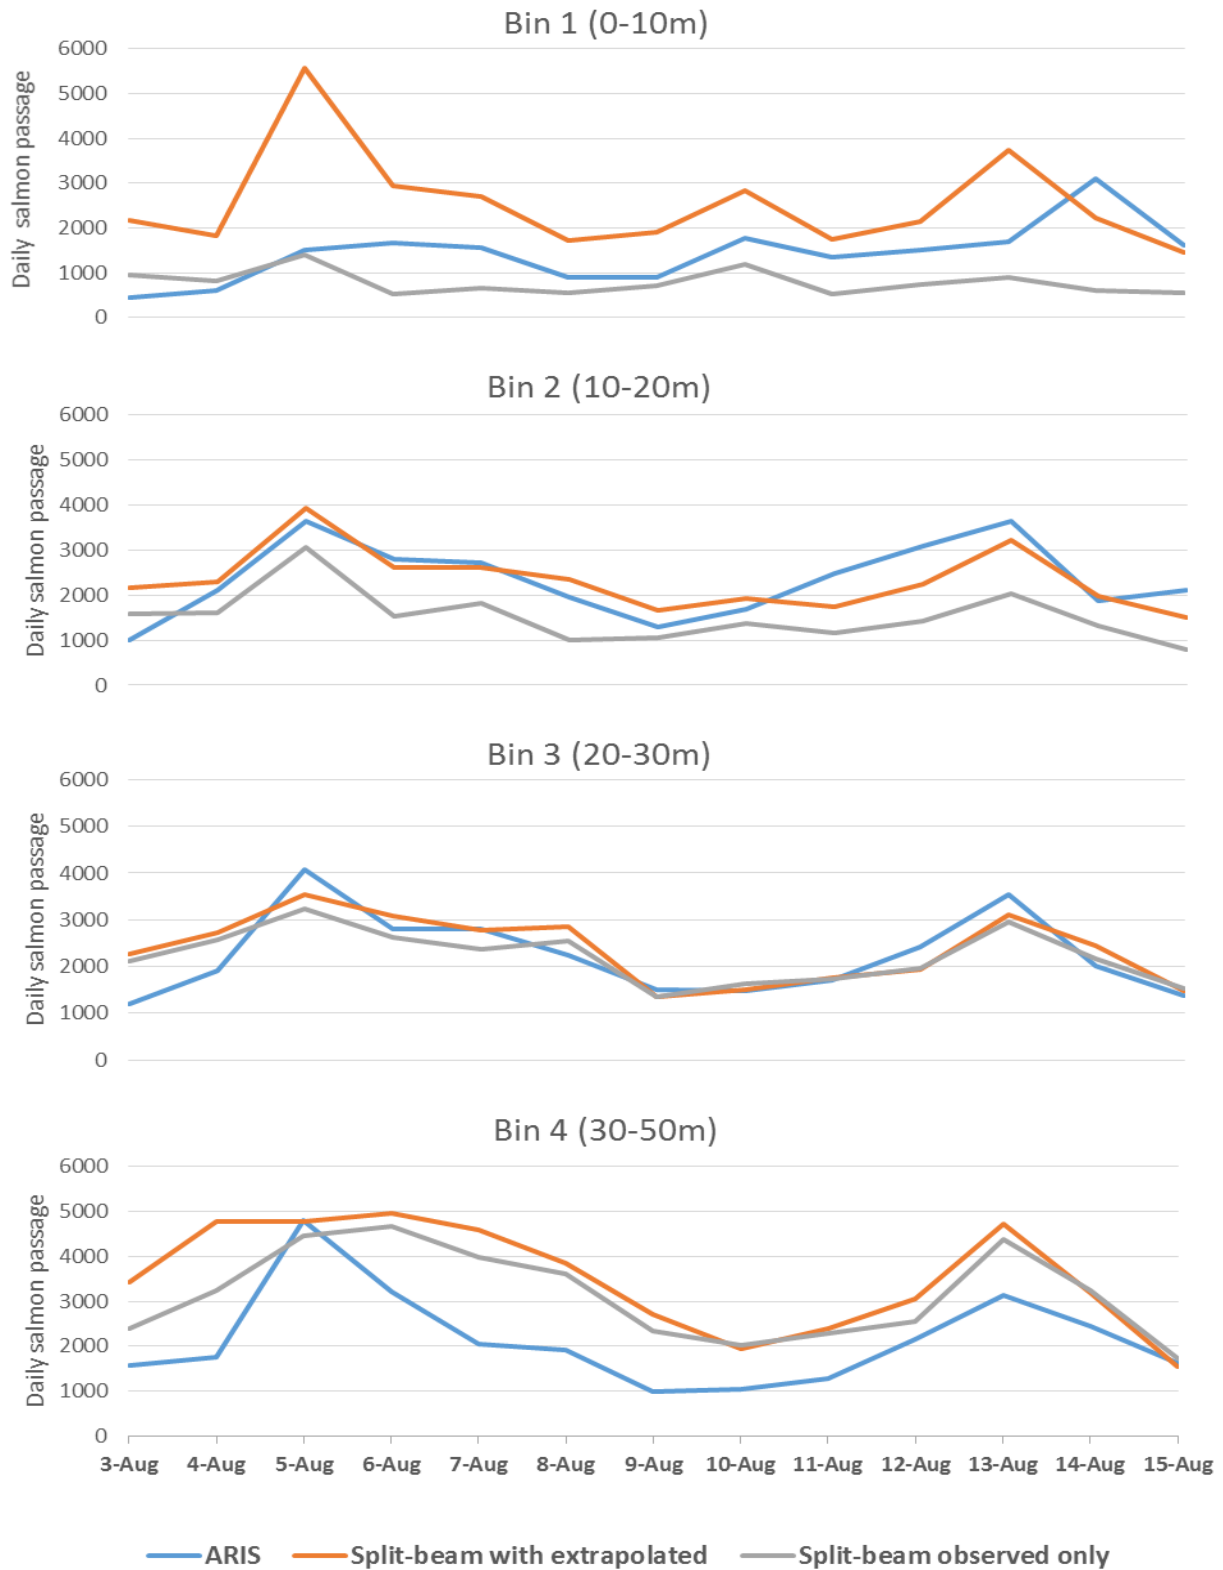 Bin 1 (0-10m)
Daily salmon passage
6000
5000
4000
3000
2000
1000
0
Bin 2 (10-20m)
Daily salmon passage
6000
5000
4000
3000
2000
1000
0
Bin 3 (20-30m)
Daily salmon passage
6000
5000
4000
3000
2000
1000
0
Bin 4 (30-50m)
Daily salmon passage
6000
5000
4000
3000
2000
1000
0
3-Aug 4-Aug 5-Aug 6-Aug 7-Aug 8-Aug 9-Aug 10-Aug 11-Aug 12-Aug 13-Aug 14-Aug 15-Aug
ARIS Split-beam with extrapolated Split-beam observed only